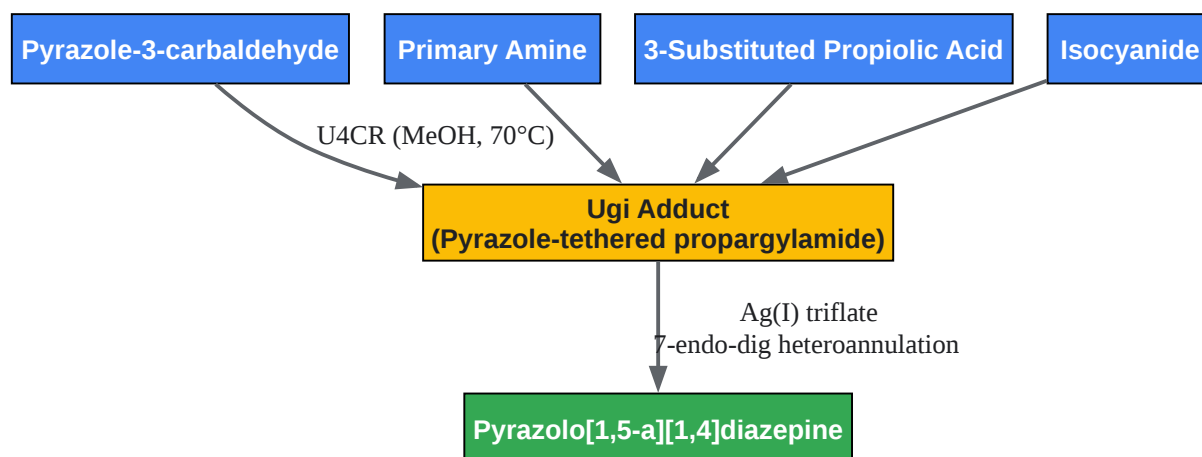 Pyrazole-3-carbaldehyde
Primary Amine
3-Substituted Propiolic Acid
Isocyanide
U4CR (MeOH, 70°C)
Ugi Adduct
(Pyrazole-tethered propargylamide)
Ag(I) triflate
7-endo-dig heteroannulation
Pyrazolo[1,5-a][1,4]diazepine